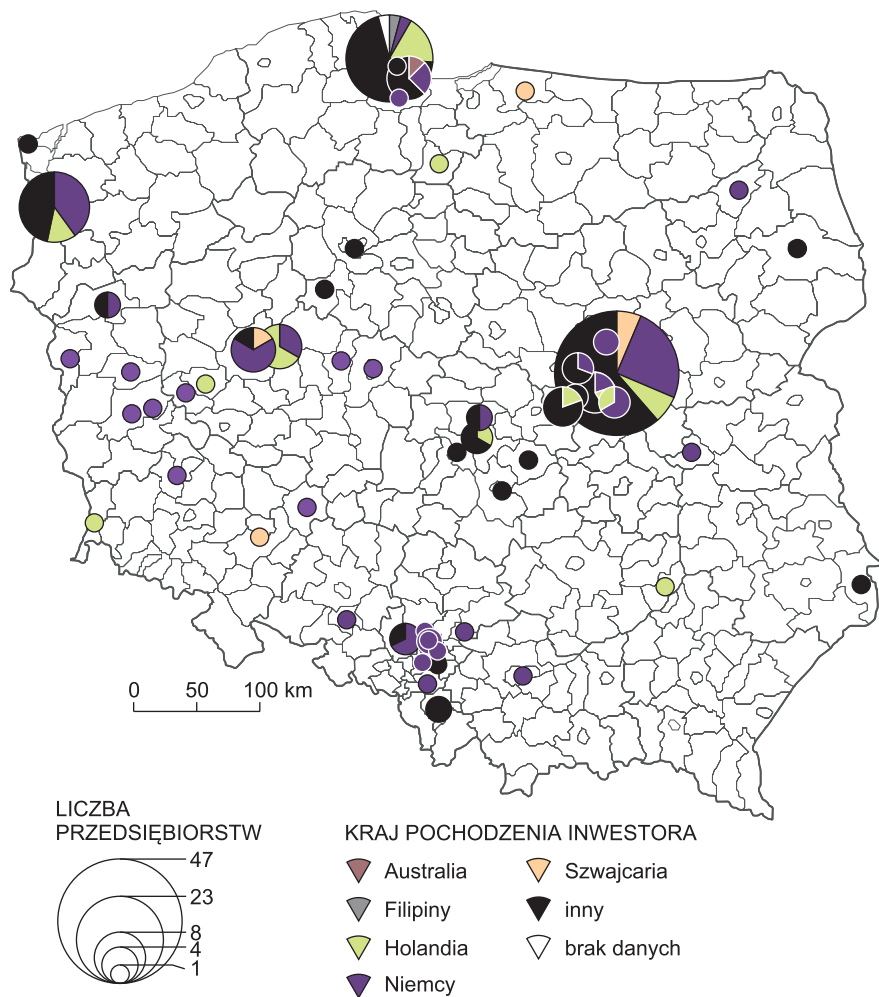 0 50 100 km
LICZBA
PRZEDSIĘBIORSTW
47
23
8
4
1
KRAJ POCHODZENIA INWESTORA
Australia
Filipiny
Holandia
Niemcy
Szwajcaria
inny
brak danych